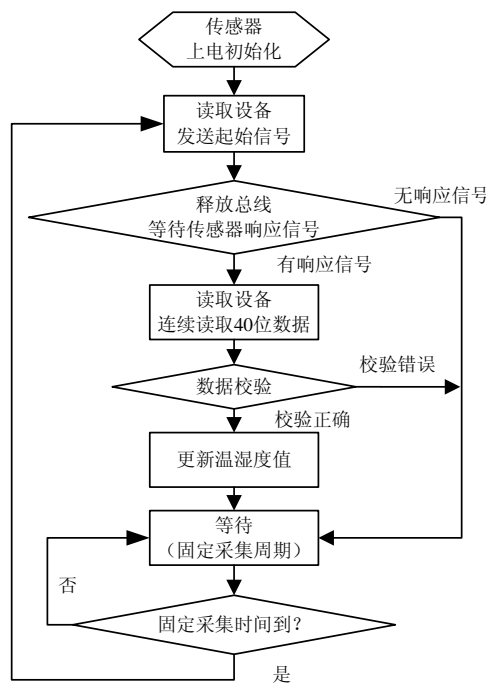 传感器
上电初始化
读取设备
发送起始信号
释放总线
等待传感器响应信号
无响应信号
有响应信号
读取设备
连续读取40位数据
校验错误
数据校验
校验正确
更新温湿度值
等待
（固定采集周期）
否
固定采集时间到？
是